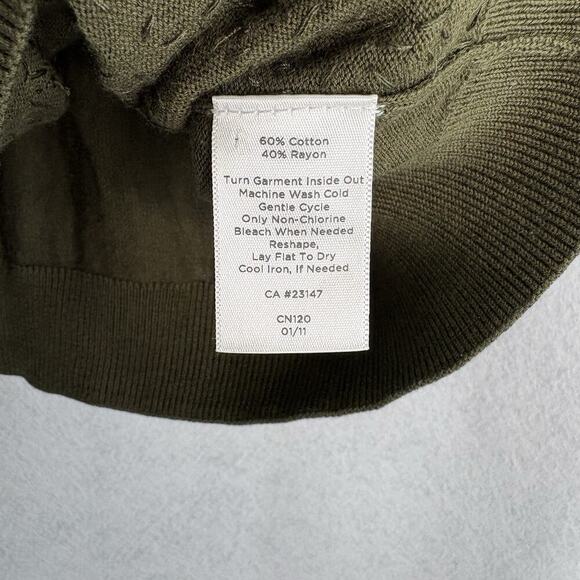 60% Cotton
40% Rayon
Turn Garment Inside Out
Machine Wash Cold
Gentle Cycle
Only Non-Chlorine
Bleach When Needed
Reshape,
Lay Flat To Dry
Cool Iron, If Needed
CA #23147
CN120
01/11